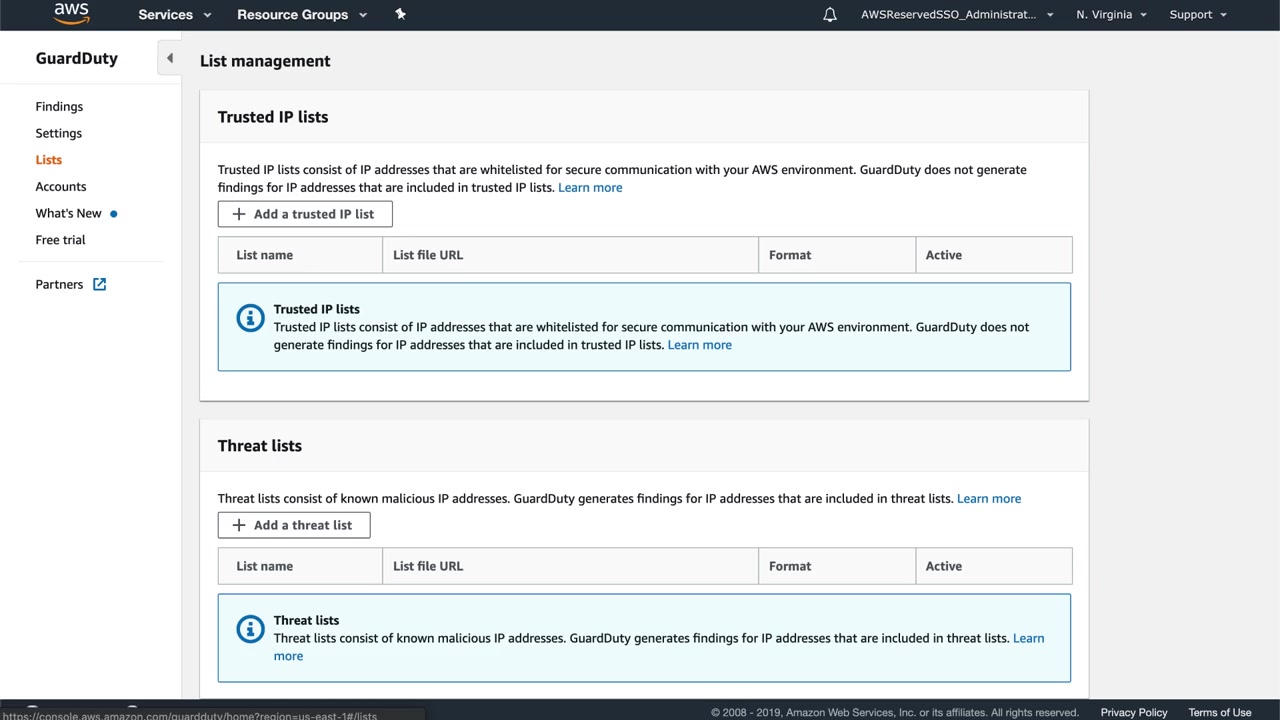 aws
Services
Resource Groups
AWSReservedSSO_Administrat...
N. Virginia
Support
GuardDuty
Findings
Settings
Lists
Accounts
What's New
Free trial
Partners
List management
Trusted IP lists
Trusted IP lists consist of IP addresses that are whitelisted for secure communication with your AWS environment. GuardDuty does not generate
findings for IP addresses that are included in trusted IP lists. Learn more
Add a trusted IP list
List name List file URL Format Active
Trusted IP lists
Trusted IP lists consist of IP addresses that are whitelisted for secure communication with your AWS environment. GuardDuty does not
generate findings for IP addresses that are included in trusted IP lists. Learn more
Threat lists
Threat lists consist of known malicious IP addresses. GuardDuty generates findings for IP addresses that are included in threat lists. Learn more
Add a threat list
List name List file URL Format Active
Threat lists
Threat lists consist of known malicious IP addresses. GuardDuty generates findings for IP addresses that are included in threat lists. Learn
more
https://console.aws.amazon.com/guardduty/home?region=us-east-1#/lists
© 2008 - 2019, Amazon Web Services, Inc. or its affiliates. All rights reserved. Privacy Policy Terms of Use